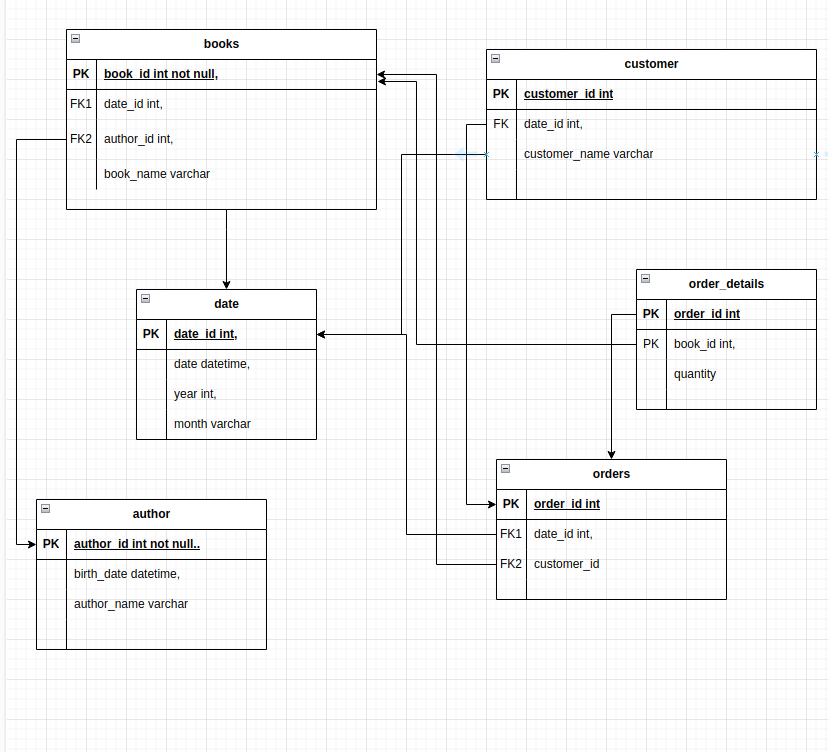 books
PK book_id int not null,
FK1 date_id int,
FK2 author_id int,
book_name varchar
customer
PK customer_id int
FK date_id int,
customer_name varchar
date
PK date_id int,
date datetime,
year int,
month varchar
order_details
PK order_id int
PK book_id int,
quantity
author
PK author_id int not null..
birth_date datetime,
author_name varchar
orders
PK order_id int
FK1 date_id int,
FK2 customer_id